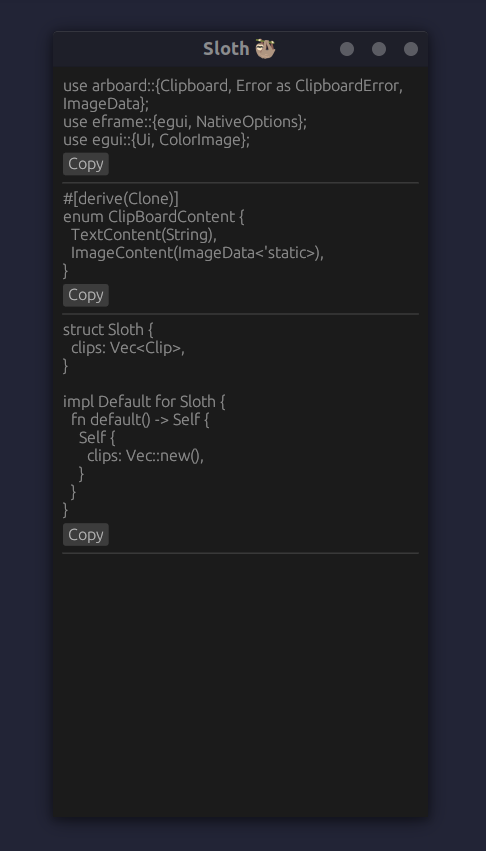 Sloth 🦥
use arboard::{Clipboard, Error as ClipboardError,
ImageData};
use eframe::{egui, NativeOptions};
use egui::{Ui, ColorImage};
Copy
#[derive(Clone)]
enum ClipBoardContent {
  TextContent(String),
  ImageContent(ImageData<'static>),
}
Copy
struct Sloth {
  clips: Vec<Clip>,
}

impl Default for Sloth {
  fn default() -> Self {
    Self {
      clips: Vec::new(),
    }
  }
}
Copy